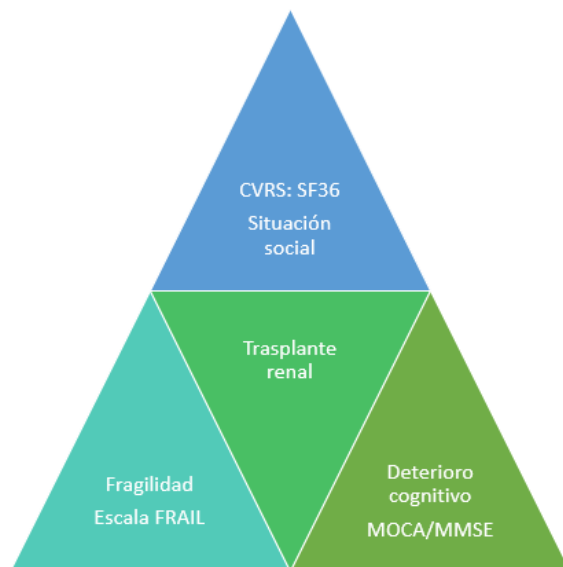 CVRS: SF36
Situación
social
Trasplante
renal
Fragilidad
Escala FRAIL
Deterioro
cognitivo
MOCA/MMSE